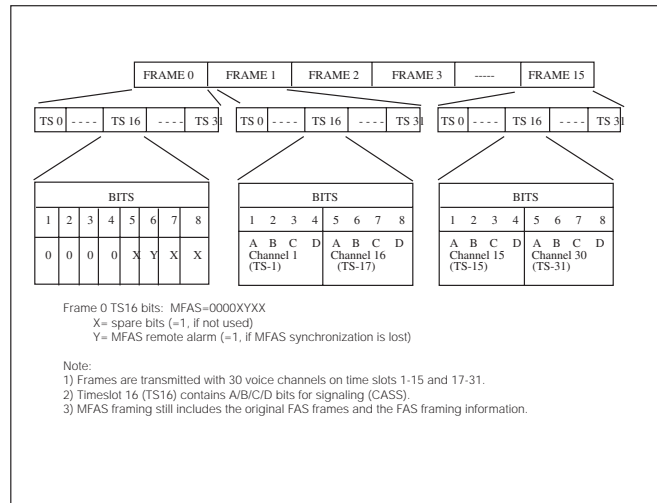 FRAME 0 FRAME 1 FRAME 2 FRAME 3 ----- FRAME 15
TS 0 - - - - TS 16 - - - - TS 31 TS 0 - - - - TS 16 - - - - TS 31 TS 0 - - - - TS 16 - - - - TS 31
BITS BITS BITS
1 2 3 4 5 6 7 8 1 2 3 4 5 6 7 8 1 2 3 4 5 6 7 8
0 0 0 0 X Y X X A B C D A B C D A B C D A B C D
Channel 1 Channel 16 Channel 15 Channel 30
(TS-1) (TS-17) (TS-15) (TS-31)
Frame 0 TS16 bits: MFAS=0000XYXX
X= spare bits (=1, if not used)
Y= MFAS remote alarm (=1, if MFAS synchronization is lost)
Note:
1) Frames are transmitted with 30 voice channels on time slots 1-15 and 17-31.
2) Timeslot 16 (TS16) contains A/B/C/D bits for signaling (CASS).
3) MFAS framing still includes the original FAS frames and the FAS framing information.